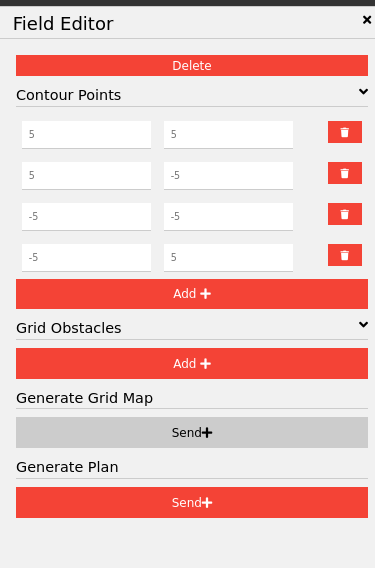 Field Editor
Delete
Contour Points
5 5
5 -5
-5 -5
-5 5
Add
Grid Obstacles
Add
Generate Grid Map
Send
Generate Plan
Send